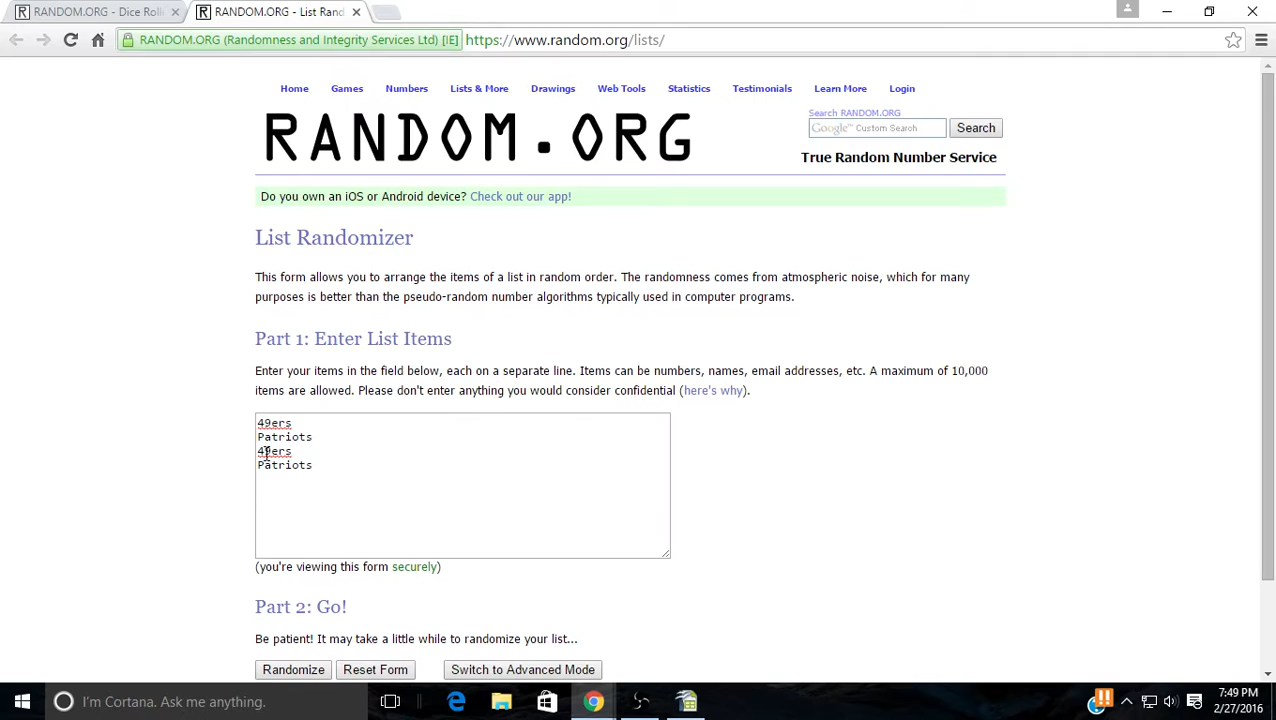 RANDOM.ORG - Dice Roll
RANDOM.ORG - List Rand
RANDOM.ORG (Randomness and Integrity Services Ltd) [IE]
https://www.random.org/lists/
Home Games Numbers Lists & More Drawings Web Tools Statistics Testimonials Learn More Login
Search RANDOM.ORG
RANDOM.ORG
Google™ Custom Search
Search
True Random Number Service
Do you own an iOS or Android device? Check out our app!
List Randomizer
This form allows you to arrange the items of a list in random order. The randomness comes from atmospheric noise, which for many
purposes is better than the pseudo-random number algorithms typically used in computer programs.
Part 1: Enter List Items
Enter your items in the field below, each on a separate line. Items can be numbers, names, email addresses, etc. A maximum of 10,000
items are allowed. Please don't enter anything you would consider confidential (here's why).
49ers
Patriots
49ers
Patriots
(you're viewing this form securely)
Part 2: Go!
Be patient! It may take a little while to randomize your list...
Randomize
Reset Form
Switch to Advanced Mode
I'm Cortana. Ask me anything.
7:49 PM
2/27/2016